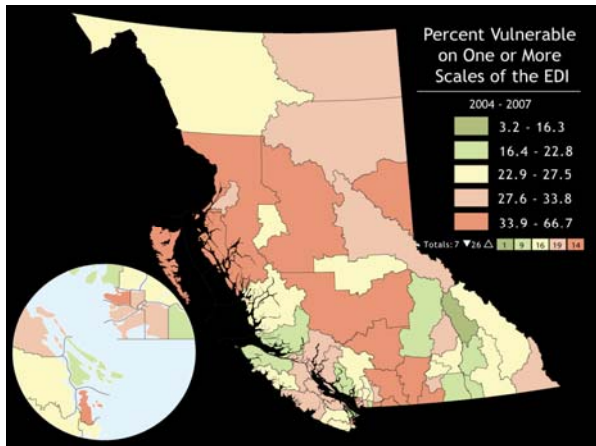 Percent Vulnerable
on One or More
Scales of the EDI
2004 - 2007
3.2 - 16.3
16.4 - 22.8
22.9 - 27.5
27.6 - 33.8
33.9 - 66.7
Totals: 7 ▼26 △ 1 9 16 19 14